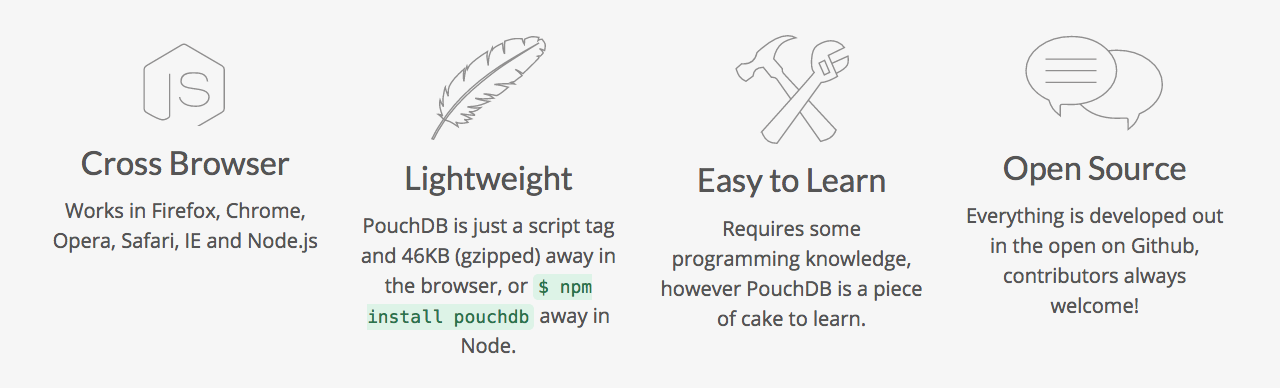 JS
Cross Browser
Works in Firefox, Chrome,
Opera, Safari, IE and Node.js
Lightweight
PouchDB is just a script tag
and 46KB (gzipped) away in
the browser, or $ npm
install pouchdb away in
Node.
Easy to Learn
Requires some
programming knowledge,
however PouchDB is a piece
of cake to learn.
Open Source
Everything is developed out
in the open on Github,
contributors always
welcome!